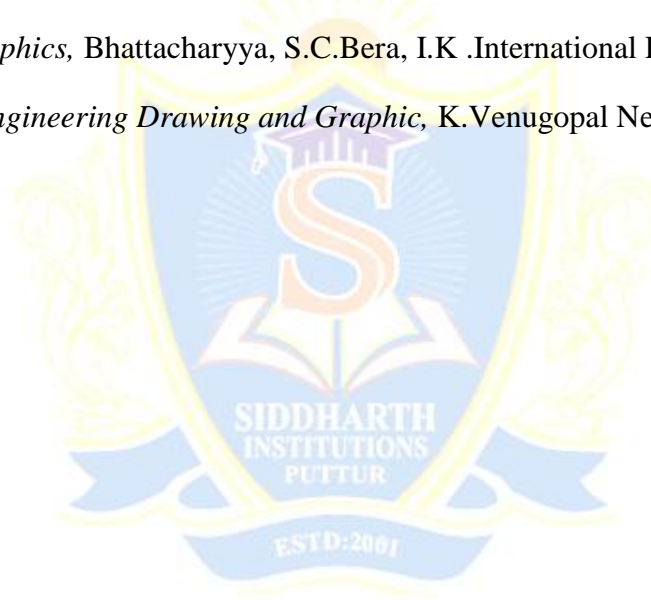 phics, Bhattacharyya, S.C.Bera, I.K .International
ngineering Drawing and Graphic, K.Venugopal Ne
S
SIDDHARTH
INSTITUTIONS
PUTTUR
ESTD:2001